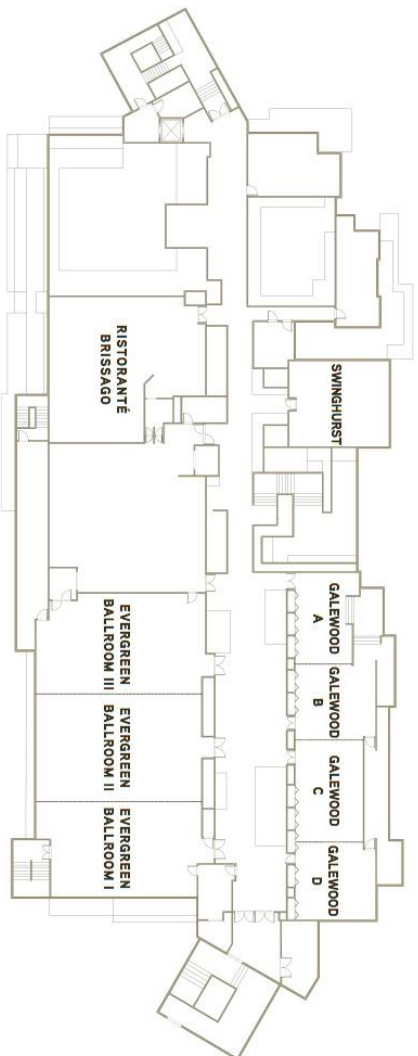 RISTORANTÉ
BRISSAGO
SWINGHURST
GALEWOOD
A
GALEWOOD
B
GALEWOOD
C
GALEWOOD
D
EVERGREEN
BALLROOM III
EVERGREEN
BALLROOM II
EVERGREEN
BALLROOM I